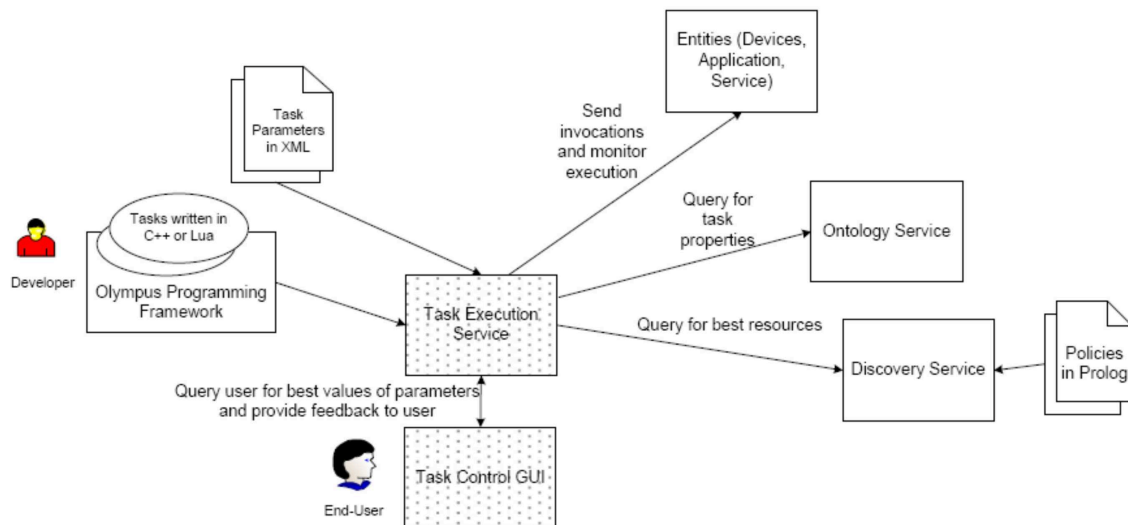 Entities (Devices,
Application,
Service)
Task
Parameters
in XML
Send
invocations
and monitor
execution
Tasks written in
C++ or Lua
Query for
task
properties
Ontology Service
Developer
Olympus Programming
Framework
Task Execution
Service
Query for best resources
Discovery Service
Policies
in Prolog
Query user for best values of parameters
and provide feedback to user
Task Control GUI
End-User